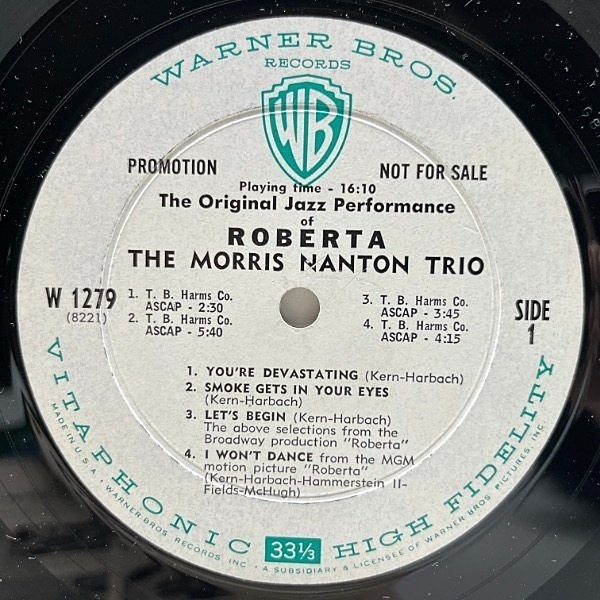 WARNER BROS.
RECORDS
WB
PROMOTION NOT FOR SALE
Playing time - 16:10
The Original Jazz Performance
of
ROBERTA
THE MORRIS NANTON TRIO
W 1279
(8221)
1. T. B. Harms Co.
ASCAP - 2:30
2. T. B. Harms Co.
ASCAP - 5:40
3. T. B. Harms Co.
ASCAP - 3:45
4. T. B. Harms Co.
ASCAP - 4:15
SIDE
1
1. YOU'RE DEVASTATING (Kern-Harbach)
2. SMOKE GETS IN YOUR EYES
(Kern-Harbach)
3. LET'S BEGIN (Kern-Harbach)
The above selections from the
Broadway production "Roberta"
4. I WON'T DANCE from the MGM
motion picture "Roberta"
(Kern-Harbach-Hammerstein II-
Fields-McHugh)
VITAPHONIC HIGH FIDELITY
33⅓
MADE IN U.S.A. • WARNER BROS. RECORDS, INC. • A SUBSIDIARY & LICENSEE OF WARNER BROS. PICTURES, INC.